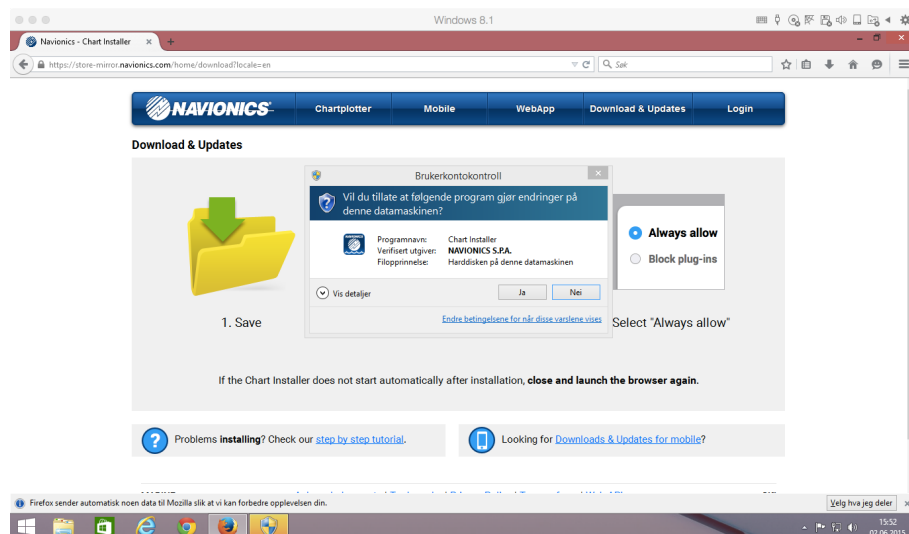 Windows 8.1
Navionics - Chart Installer
https://store-mirror.navionics.com/home/download?locale=en
Søk
NAVIONICS
Chartplotter Mobile WebApp Download & Updates Login
Download & Updates
Brukerkontokontroll
Vil du tillate at følgende program gjør endringer på
denne datamaskinen?
Programnavn: Chart Installer
Verifisert utgiver: NAVIONICS S.P.A.
Filopprinnelse: Harddisken på denne datamaskinen
Vis detaljer
Ja Nei
Endre betingelsene for når disse varslene vises
Always allow
Block plug-ins
1. Save
Select "Always allow"
If the Chart Installer does not start automatically after installation, close and launch the browser again.
Problems installing? Check our step by step tutorial.
Looking for Downloads & Updates for mobile?
Firefox sender automatisk noen data til Mozilla slik at vi kan forbedre opplevelsen din.
Velg hva jeg deler
15:52
02.06.2015